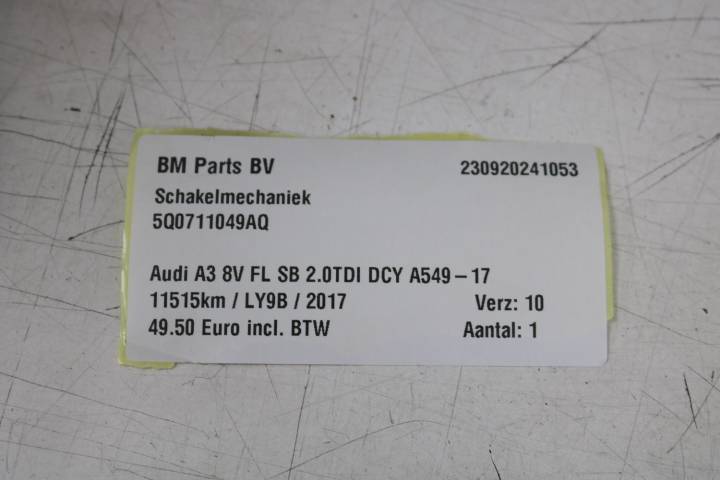 BM Parts BV 230920241053
Schakelmechaniek
5Q0711049AQ
Audi A3 8V FL SB 2.0TDI DCY A549-17
11515km / LY9B / 2017 Verz: 10
49.50 Euro incl. BTW Aantal: 1